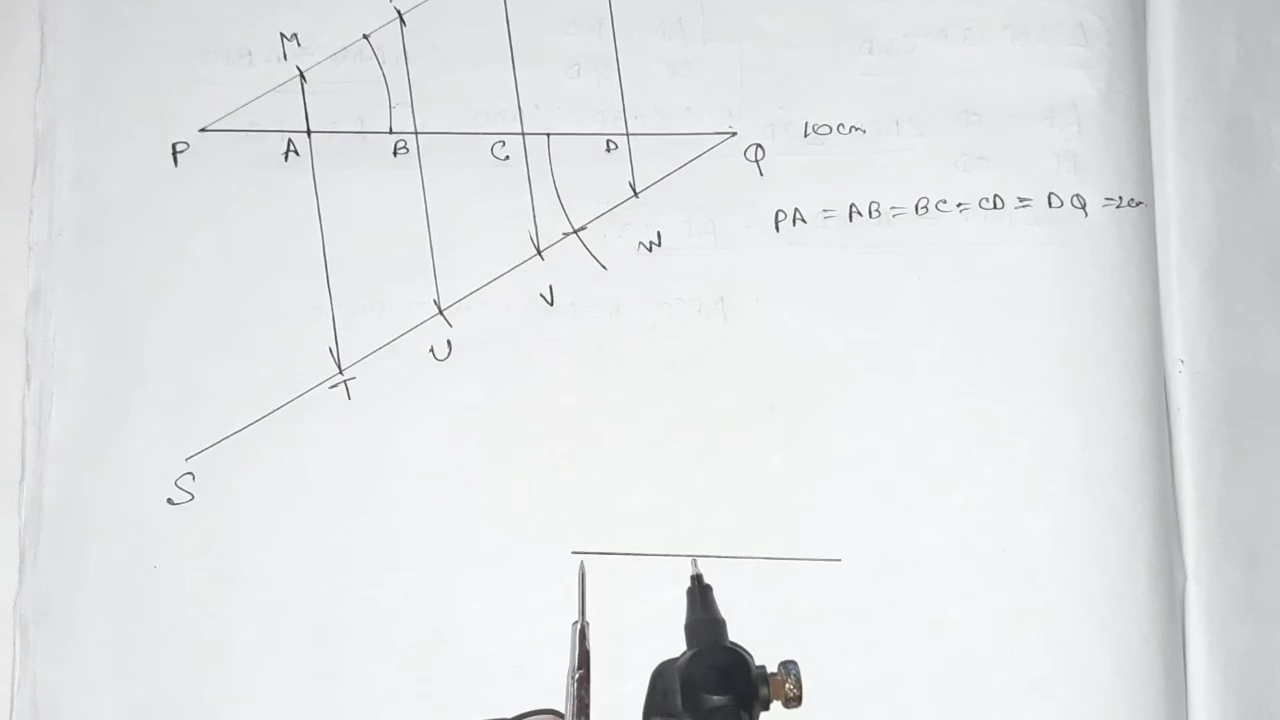 M
P A B C D Q 10cm
PA = AB = BC = CD = DQ = 2cm
W
V
U
T
S